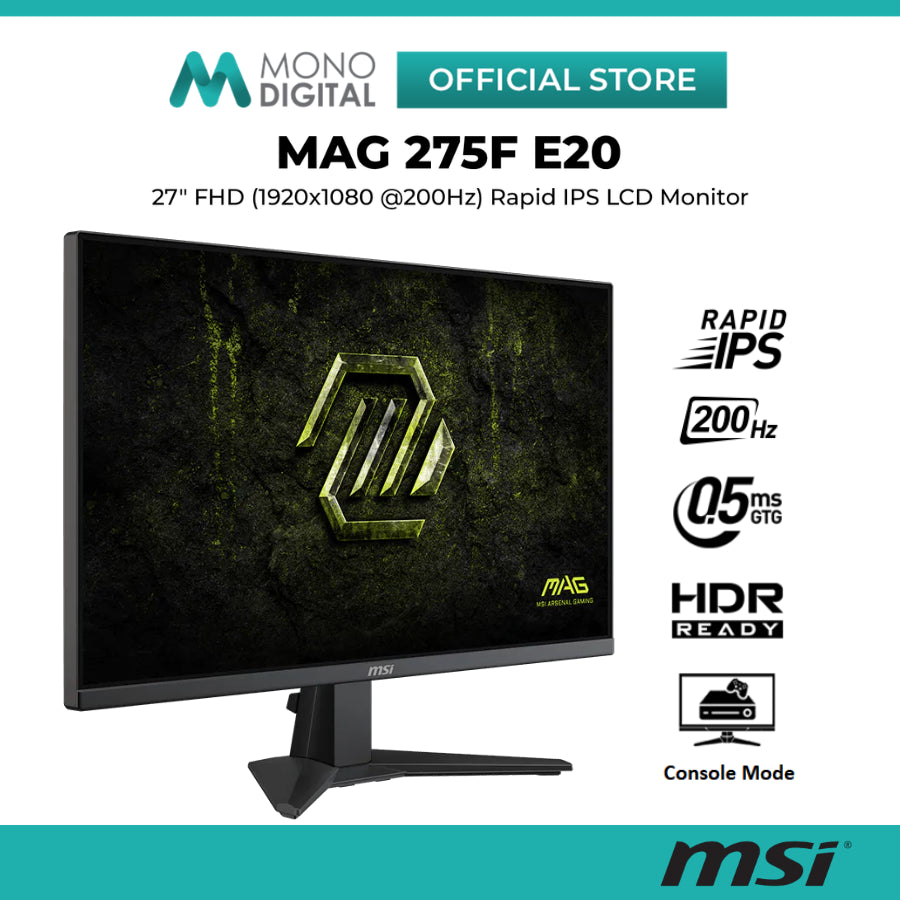 MONO
DIGITAL
OFFICIAL STORE
MAG 275F E20
27" FHD (1920x1080 @200Hz) Rapid IPS LCD Monitor
RAPID
IPS
200Hz
0.5ms
GTG
HDR
READY
Console Mode
MAG
MSI ARSENAL GAMING
msi
msi®